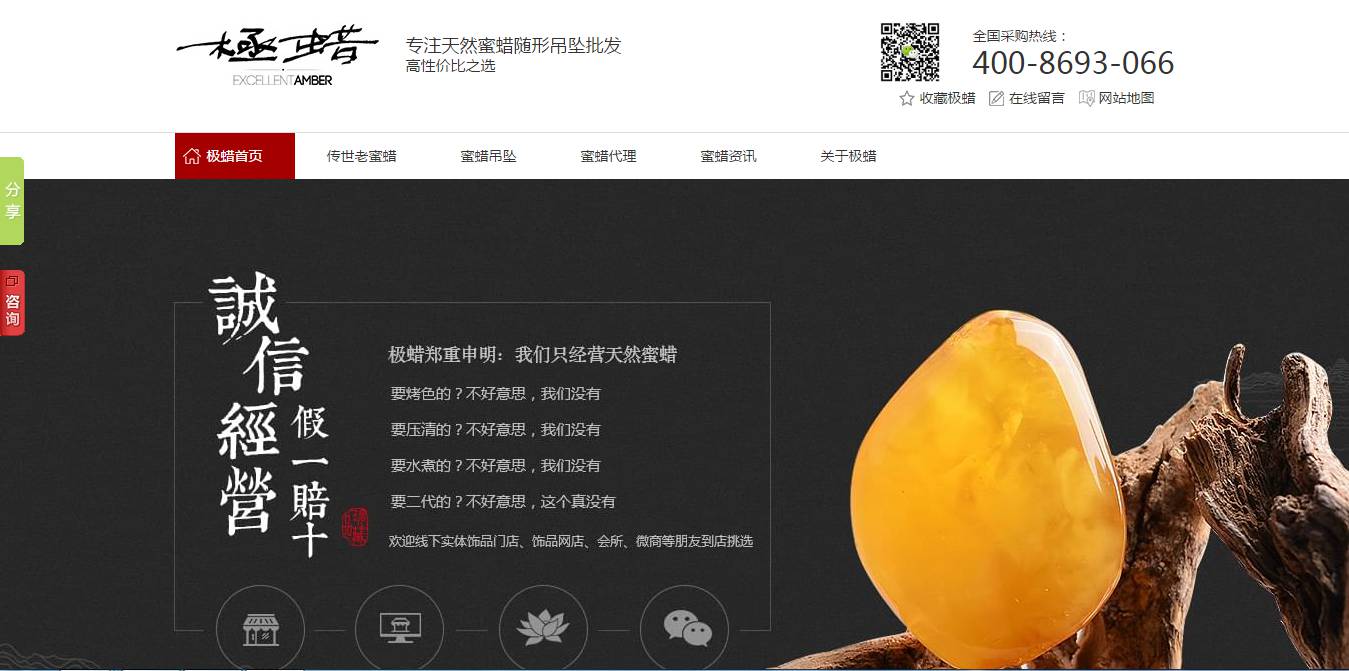 極蜡
EXCELLENTAMBER
专注天然蜜蜡随形吊坠批发
高性价比之选
全国采购热线：
400-8693-066
收藏极蜡
在线留言
网站地图
极蜡首页
传世老蜜蜡
蜜蜡吊坠
蜜蜡代理
蜜蜡资讯
关于极蜡
分享
咨询
誠信經營
假一賠十
极蜡郑重申明：我们只经营天然蜜蜡
要烤色的？不好意思，我们没有
要压清的？不好意思，我们没有
要水煮的？不好意思，我们没有
要二代的？不好意思，这个真没有
欢迎线下实体饰品门店、饰品网店、会所、微商等朋友到店挑选